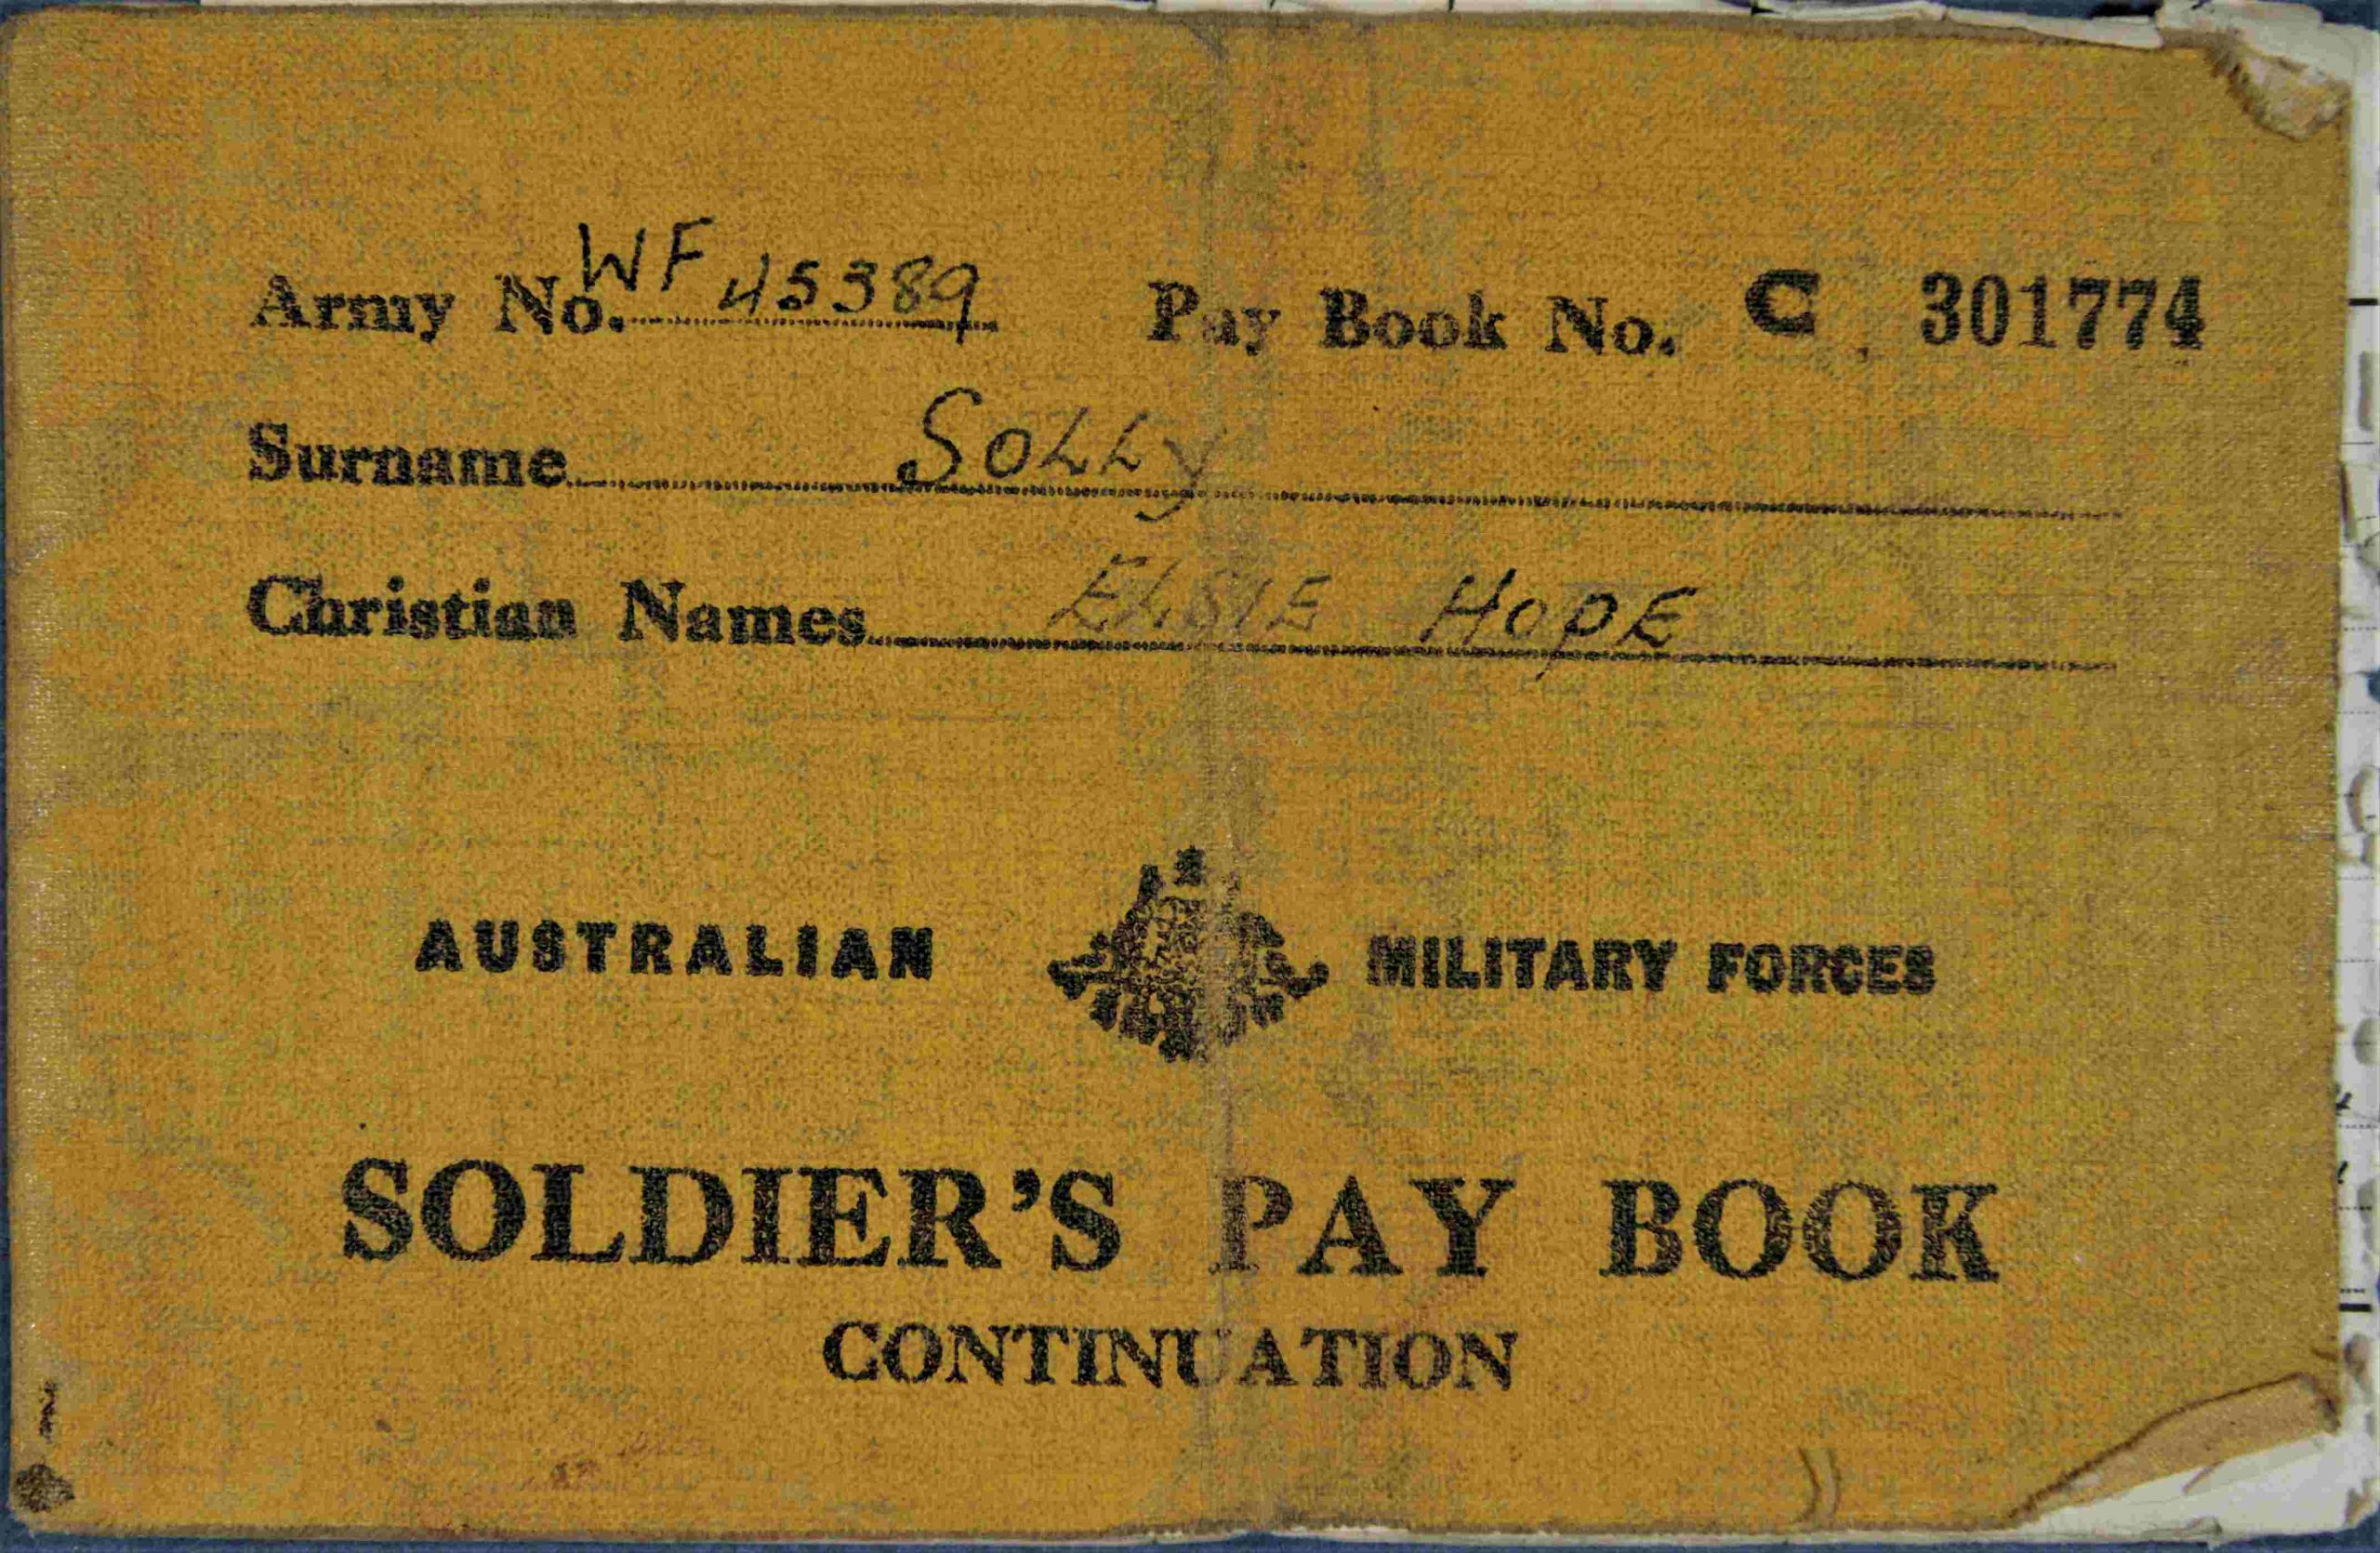 Army No. WF 45389 Pay Book No. C 301774
Surname SOLLY
Christian Names ELSIE HOPE
AUSTRALIAN MILITARY FORCES
SOLDIER'S PAY BOOK
CONTINUATION